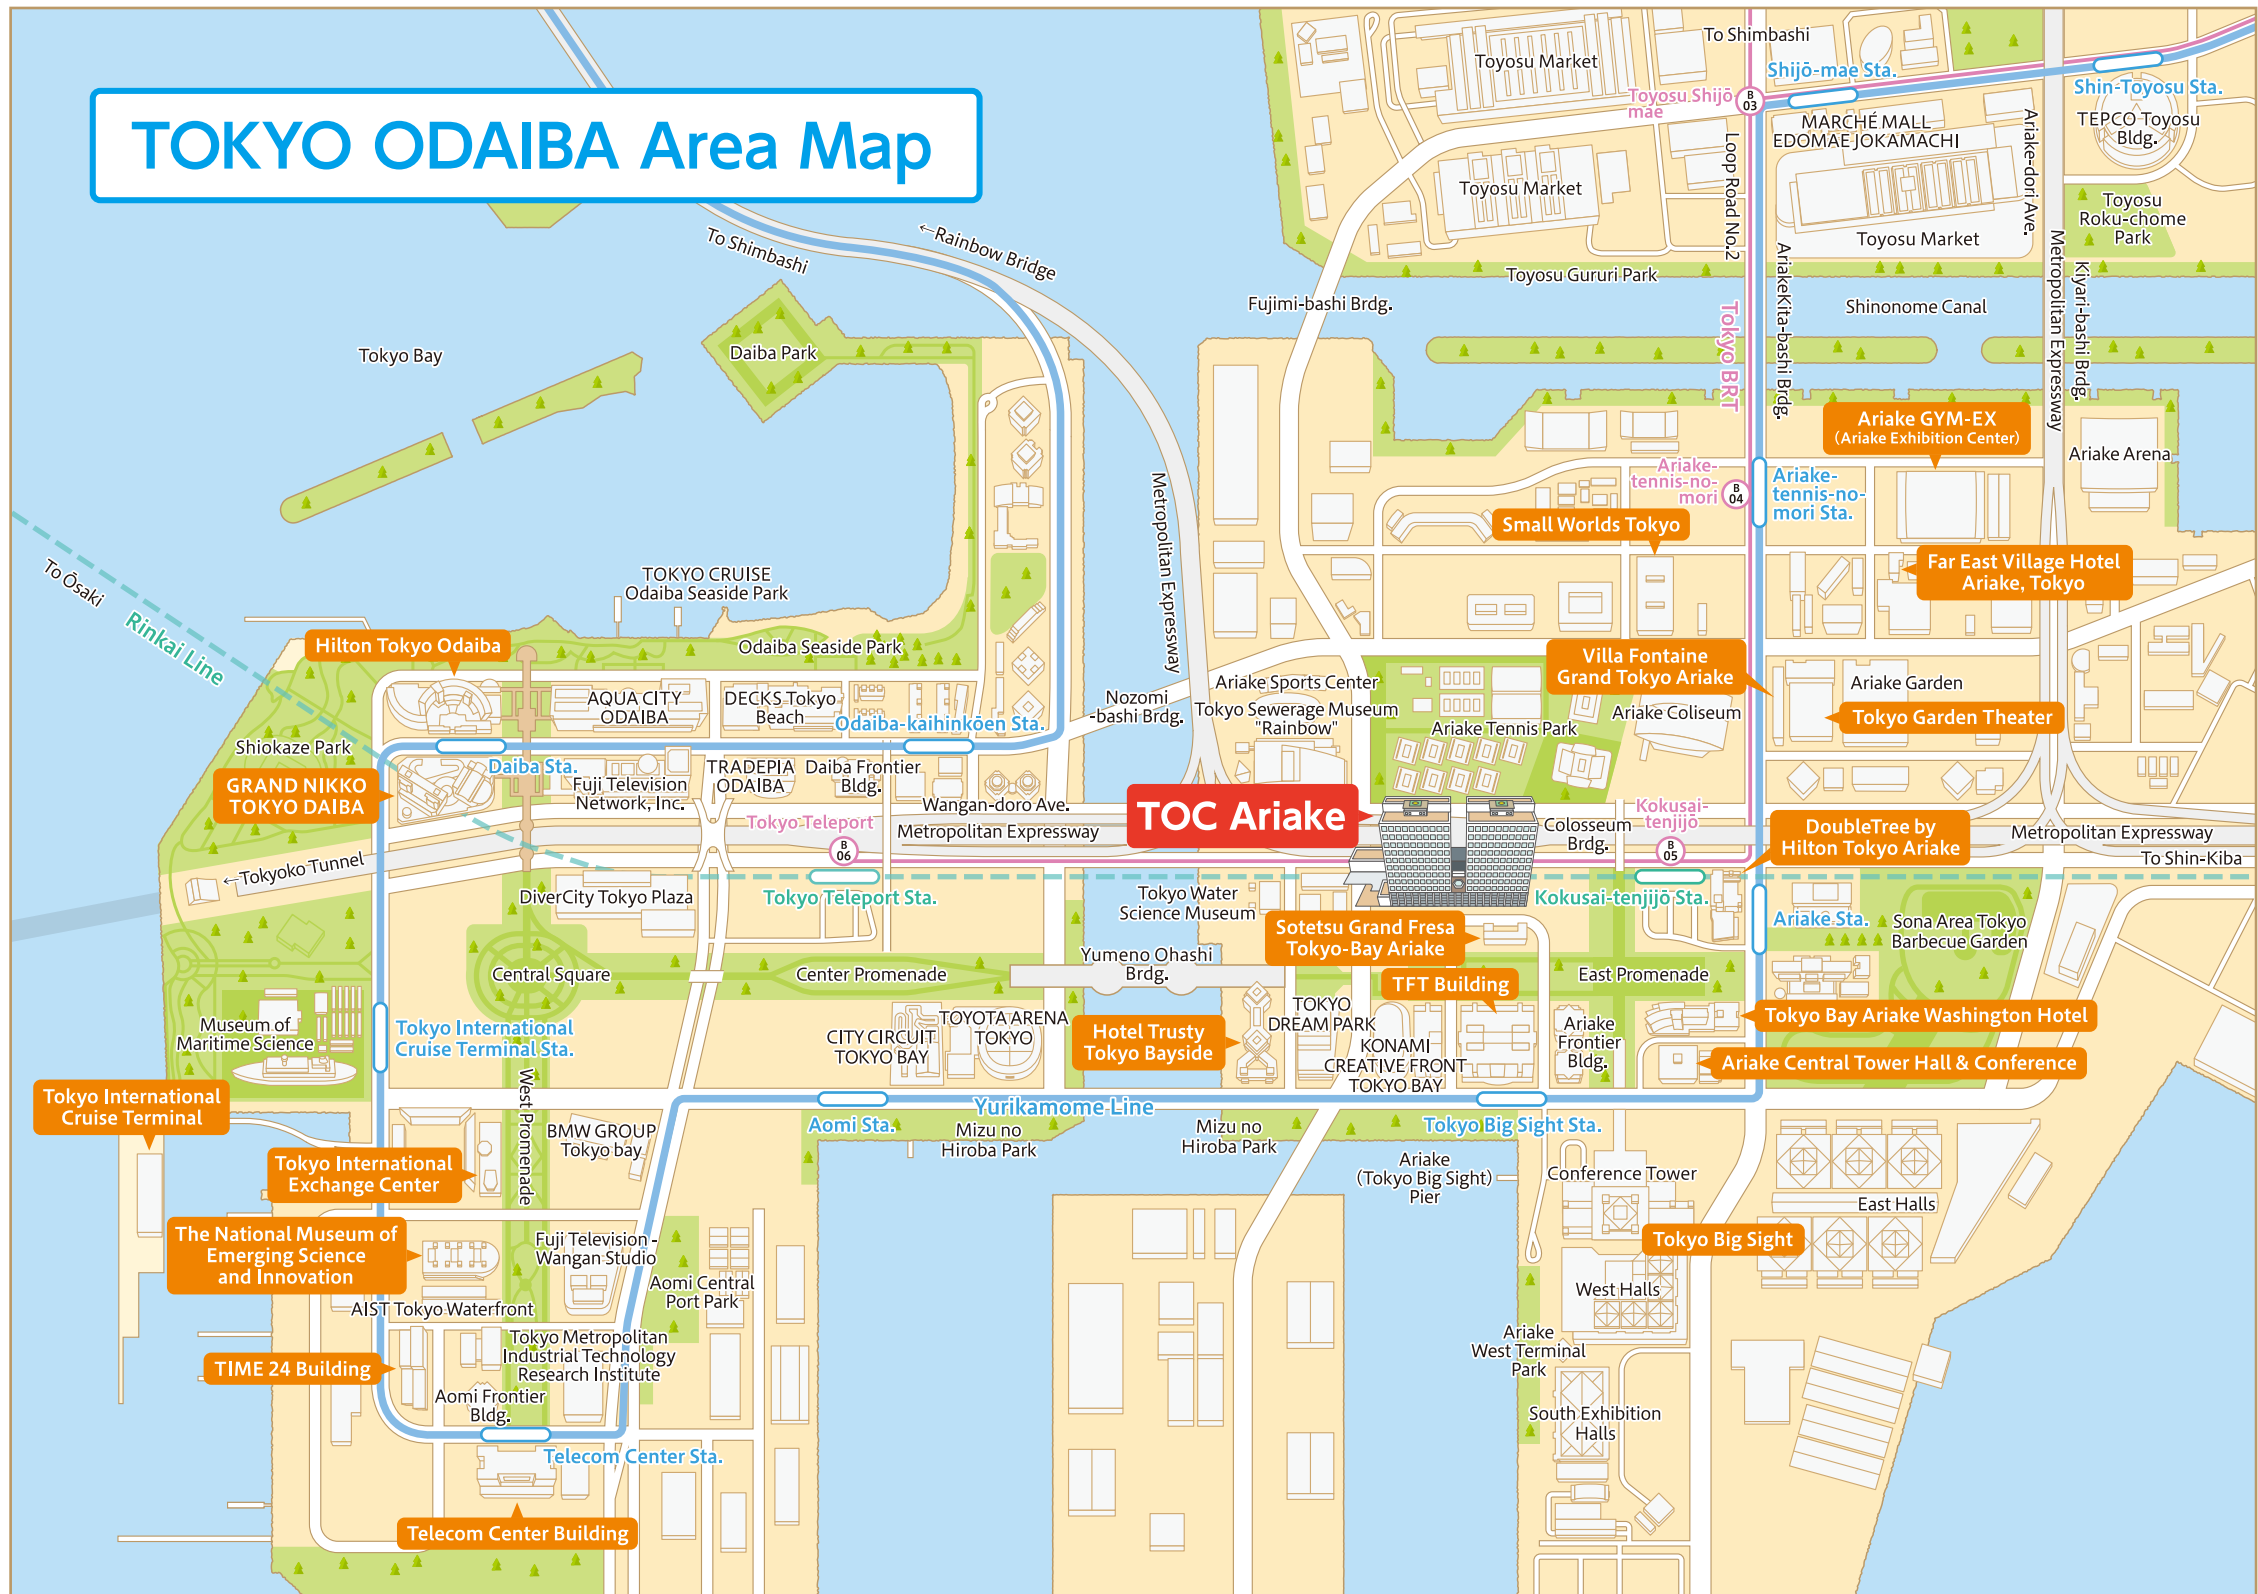 TOKYO ODAIBA Area Map
To Shimbashi
←Rainbow Bridge
Tokyo Bay
Daiba Park
Metropolitan Expressway
To Ōsaki
Rinkai Line
TOKYO CRUISE
Odaiba Seaside Park
Odaiba Seaside Park
Hilton Tokyo Odaiba
AQUA CITY
ODAIBA
DECKS Tokyo
Beach
Odaiba-kaihinkōen Sta.
Nozomi
-bashi Brdg.
Shiokaze Park
Daiba Sta.
GRAND NIKKO
TOKYO DAIBA
Fuji Television
Network, Inc.
TRADEPIA
ODAIBA
Daiba Frontier
Bldg.
Wangan-doro Ave.
Metropolitan Expressway
Tokyo Teleport
B
06
←Tokyoko Tunnel
DiverCity Tokyo Plaza
Tokyo Teleport Sta.
Central Square
Center Promenade
Yumeno Ohashi
Brdg.
Museum of
Maritime Science
Tokyo International
Cruise Terminal Sta.
CITY CIRCUIT
TOKYO BAY
TOYOTA ARENA
TOKYO
Tokyo International
Cruise Terminal
West Promenade
BMW GROUP
Tokyo bay
Aomi Sta.
Yurikamome Line
Mizu no
Hiroba Park
Tokyo International
Exchange Center
The National Museum of
Emerging Science
and Innovation
Fuji Television
Wangan Studio
Aomi Central
Port Park
AIST Tokyo Waterfront
Tokyo Metropolitan
Industrial Technology
Research Institute
TIME 24 Building
Aomi Frontier
Bldg.
Telecom Center Sta.
Telecom Center Building
Toyosu Market
To Shimbashi
Shijō-mae Sta.
Shin-Toyosu Sta.
Toyosu Shijō
mae
B
03
MARCHÉ MALL
EDOMAE JOKAMACHI
TEPCO Toyosu
Bldg.
Loop Road No.2
Ariake-dori Ave.
Toyosu Market
Toyosu Market
Toyosu
Roku-chome
Park
Toyosu Gururi Park
Fujimi-bashi Brdg.
Tokyo BRT
AriakeKita-bashi Brdg.
Shinonome Canal
Metropolitan Expressway
Kiyari-bashi Brdg.
Ariake GYM-EX
(Ariake Exhibition Center)
Ariake Arena
Ariake-
tennis-no-
mori
B
04
Ariake-
tennis-no-
mori Sta.
Small Worlds Tokyo
Far East Village Hotel
Ariake, Tokyo
Villa Fontaine
Grand Tokyo Ariake
Ariake Garden
Tokyo Garden Theater
Ariake Sports Center
Tokyo Sewerage Museum
"Rainbow"
Ariake Tennis Park
Ariake Coliseum
TOC Ariake
Colosseum
Brdg.
Kokusai-
tenjijō
B
05
DoubleTree by
Hilton Tokyo Ariake
Metropolitan Expressway
To Shin-Kiba
Tokyo Water
Science Museum
Kokusai-tenjijō Sta.
Ariake Sta.
Sona Area Tokyo
Barbecue Garden
Sotetsu Grand Fresa
Tokyo-Bay Ariake
East Promenade
TFT Building
Hotel Trusty
Tokyo Bayside
TOKYO
DREAM PARK
KONAMI
CREATIVE FRONT
TOKYO BAY
Ariake
Frontier
Bldg.
Tokyo Bay Ariake Washington Hotel
Ariake Central Tower Hall & Conference
Mizu no
Hiroba Park
Tokyo Big Sight Sta.
Ariake
(Tokyo Big Sight)
Pier
Conference Tower
East Halls
Tokyo Big Sight
West Halls
Ariake
West Terminal
Park
South Exhibition
Halls